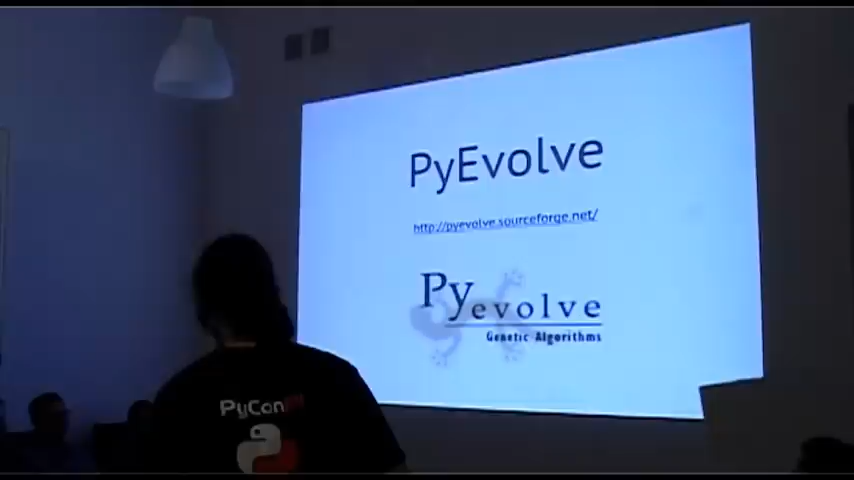 PyEvolve
http://pyevolve.sourceforge.net/
Pyevolve
Genetic Algorithms
PyCon